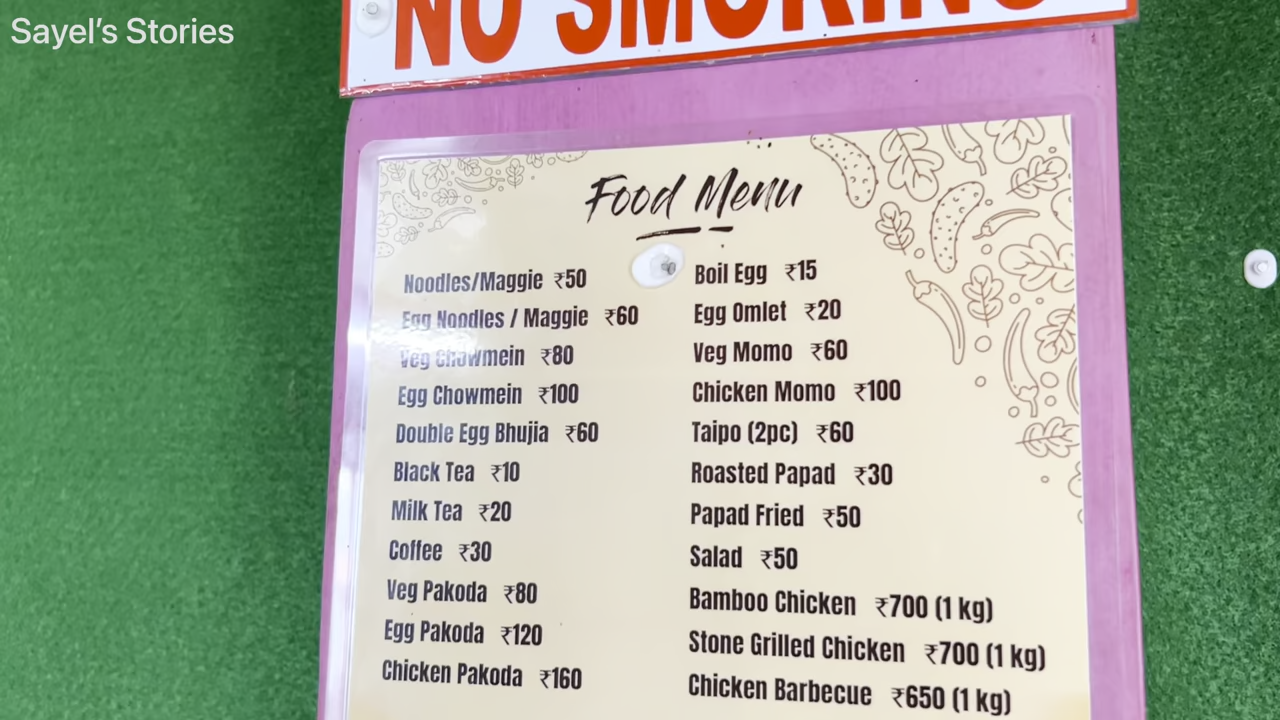 Sayel's Stories
NO SMOKING
Food Menu
Noodles/Maggie ₹50
Egg Noodles / Maggie ₹60
Veg Chowmein ₹80
Egg Chowmein ₹100
Double Egg Bhujia ₹60
Black Tea ₹10
Milk Tea ₹20
Coffee ₹30
Veg Pakoda ₹80
Egg Pakoda ₹120
Chicken Pakoda ₹160
Boil Egg ₹15
Egg Omlet ₹20
Veg Momo ₹60
Chicken Momo ₹100
Taipo (2pc) ₹60
Roasted Papad ₹30
Papad Fried ₹50
Salad ₹50
Bamboo Chicken ₹700 (1 kg)
Stone Grilled Chicken ₹700 (1 kg)
Chicken Barbecue ₹650 (1 kg)